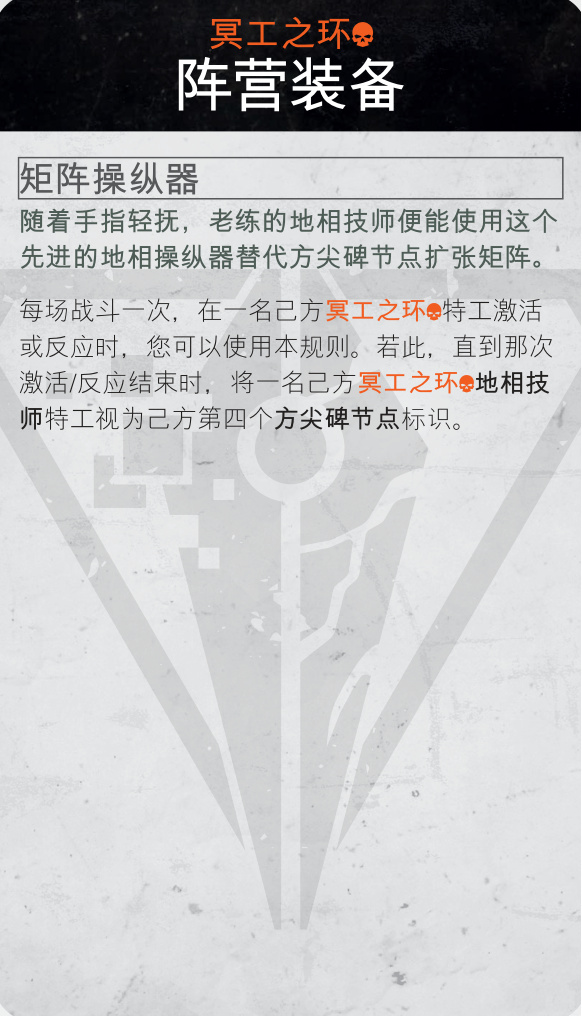 冥工之环
阵营装备
矩阵操纵器
随着手指轻抚，老练的地相技师便能使用这个
先进的地相操纵器替代方尖碑节点扩张矩阵。
每场战斗一次，在一名己方冥工之环特工激活
或反应时，您可以使用本规则。若此，直到那次
激活/反应结束时，将一名己方冥工之环地相技
师特工视为己方第四个方尖碑节点标识。